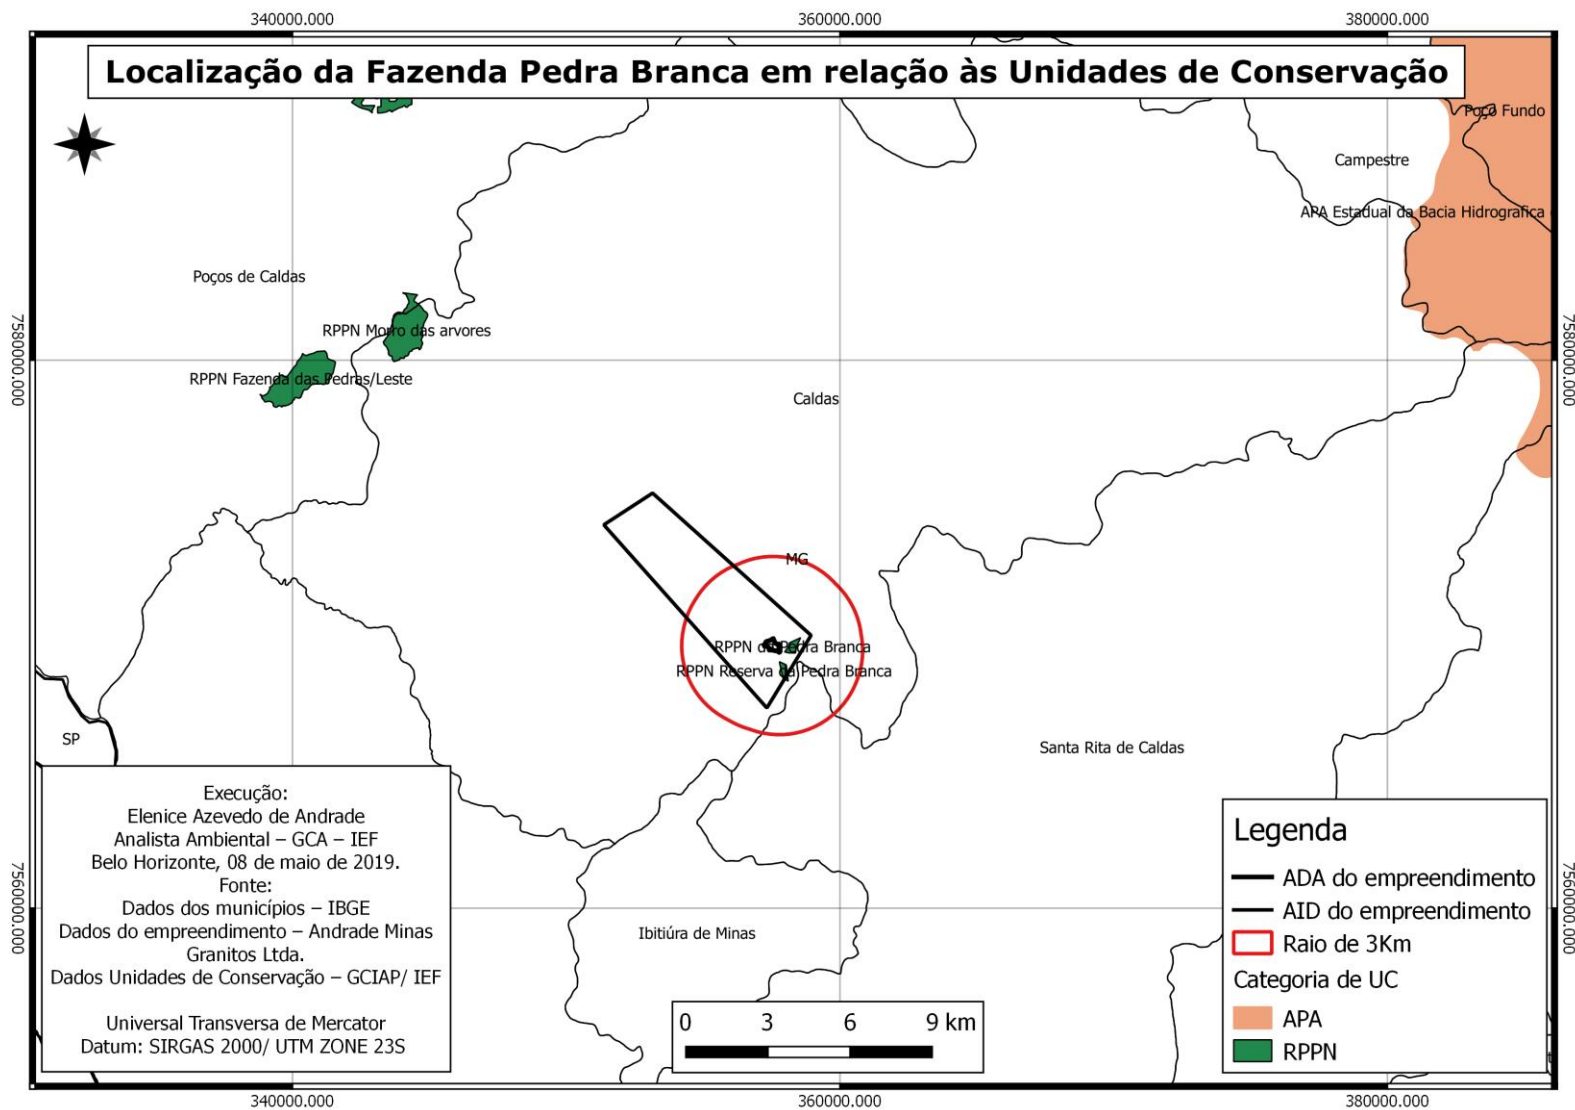 340000.000
360000.000
380000.000
Localização da Fazenda Pedra Branca em relação às Unidades de Conservação
Poço Fundo
Campestre
APA Estadual da Bacia Hidrografica
Poços de Caldas
RPPN Morro das arvores
7580000.000
7580000.000
RPPN Fazenda das Pedras/Leste
Caldas
MG
RPPN da Pedra Branca
RPPN Reserva da Pedra Branca
SP
Santa Rita de Caldas
Execução:
Elenice Azevedo de Andrade
Analista Ambiental – GCA – IEF
Belo Horizonte, 08 de maio de 2019.
Fonte:
Dados dos municípios – IBGE
Dados do empreendimento – Andrade Minas
Granitos Ltda.
Dados Unidades de Conservação – GCIAP/ IEF
Universal Transversa de Mercator
Datum: SIRGAS 2000/ UTM ZONE 23S
7560000.000
7560000.000
Ibitiúra de Minas
0 3 6 9 km
Legenda
ADA do empreendimento
AID do empreendimento
Raio de 3Km
Categoria de UC
APA
RPPN
340000.000
360000.000
380000.000